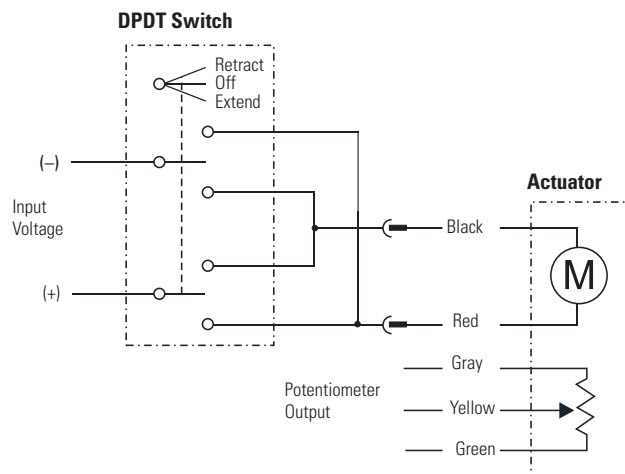 DPDT Switch
Retract
Off
Extend
(–)
Input
Voltage
(+)
Actuator
Black
M
Red
Gray
Potentiometer
Output
Yellow
Green